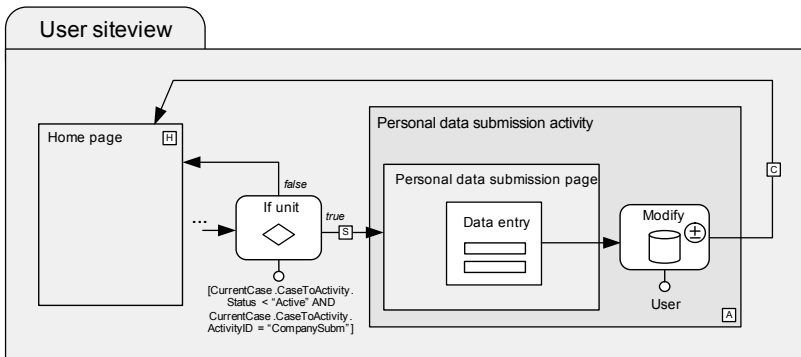 User siteview
Home page
H
...
false
If unit
true
S
[CurrentCase.CaseToActivity.
Status < "Active" AND
CurrentCase.CaseToActivity.
ActivityID = "CompanySubm"]
Personal data submission activity
Personal data submission page
Data entry
Modify
±
User
C
A